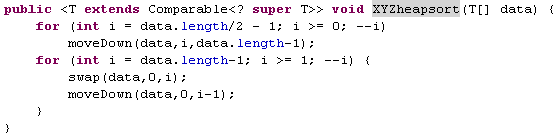 public <T extends Comparable<? super T>> void XYZheapsort(T[] data) {
    for (int i = data.length/2 - 1; i >= 0; --i)
        moveDown(data,i,data.length-1);
    for (int i = data.length-1; i >= 1; --i) {
        swap(data,0,i);
        moveDown(data,0,i-1);
    }
}